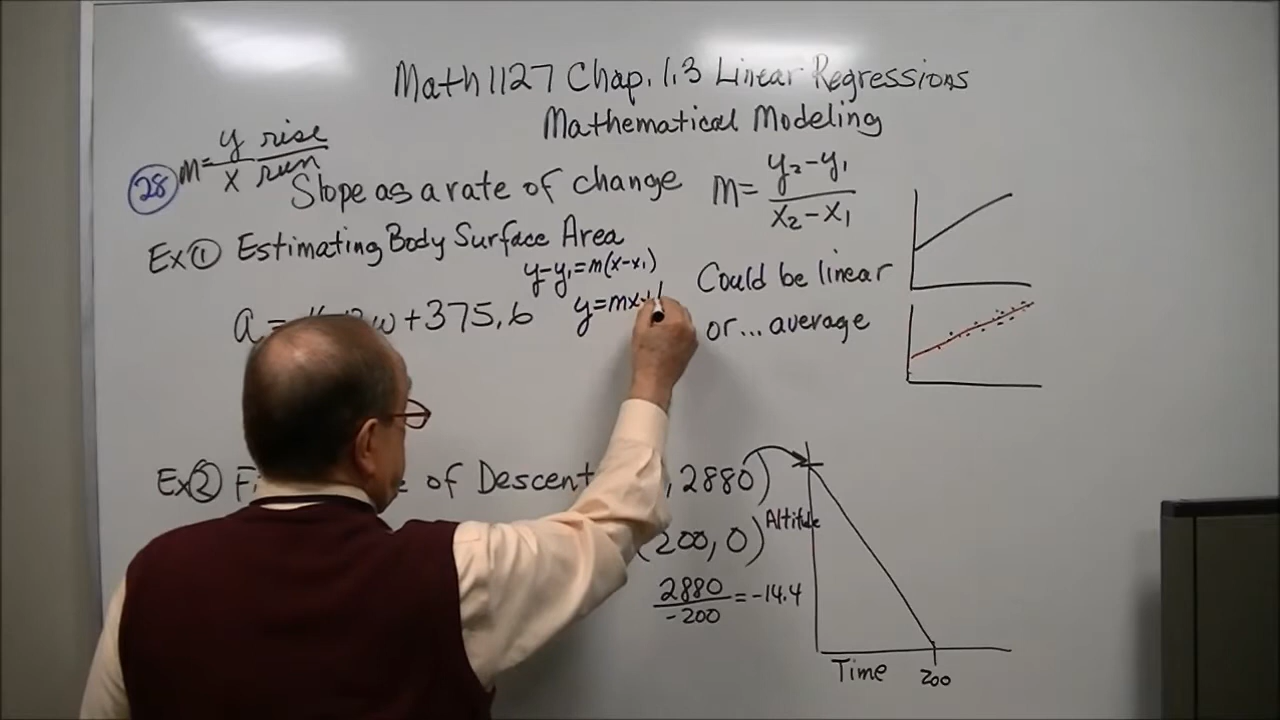 Math 1127 Chap. 1.3 Linear Regressions
Mathematical Modeling
28
m= y/x rise/run
Slope as a rate of change
m= y₂-y₁/x₂-x₁
Ex① Estimating Body Surface Area
y-y₁=m(x-x₁)
y=mx+
a= w+375.6
Could be linear
or... average
Ex② of Descent , 2880)
(200, 0)
2880/-200 = -14.4
Altitude
Time
200